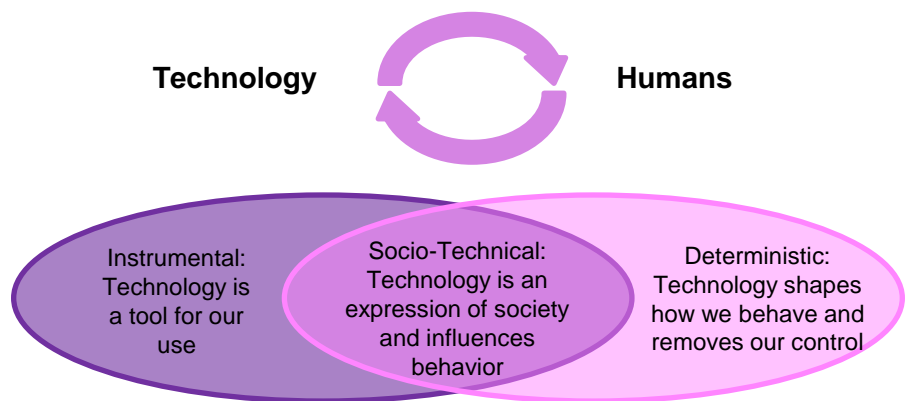 Technology
Humans
Instrumental:
Technology is
a tool for our
use
Socio-Technical:
Technology is an
expression of society
and influences
behavior
Deterministic:
Technology shapes
how we behave and
removes our control